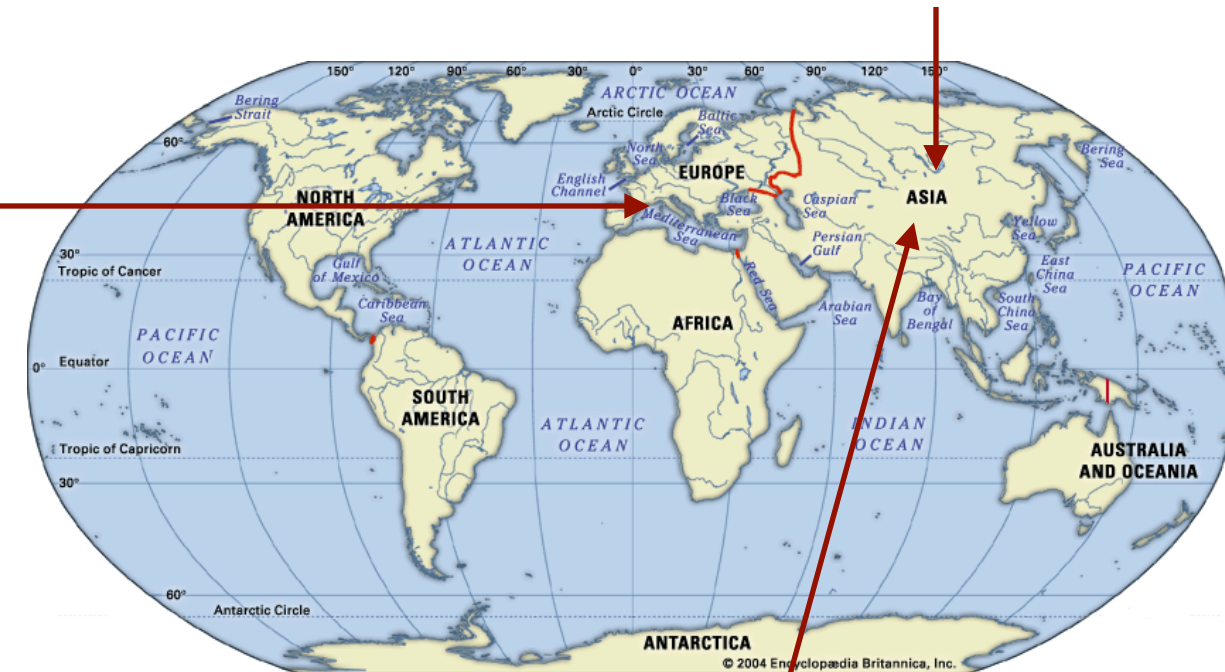 150° 120° 90° 60° 30° 0° 30° 60° 90° 120° 150°
ARCTIC OCEAN
Arctic Circle
Bering
Strait
60°
Baltic
Sea
North
Sea
English
Channel
EUROPE
Bering
Sea
NORTH
AMERICA
Black
Sea
Caspian
Sea
ASIA
Mediterranean
Sea
Yellow
Sea
ATLANTIC
OCEAN
Persian
Gulf
30°
Tropic of Cancer
Gulf
of Mexico
Red Sea
East
China
Sea
PACIFIC
OCEAN
Caribbean
Sea
Arabian
Sea
Bay
of
Bengal
South
China
Sea
AFRICA
PACIFIC
OCEAN
0° Equator
SOUTH
AMERICA
ATLANTIC
OCEAN
INDIAN
OCEAN
Tropic of Capricorn
AUSTRALIA
AND OCEANIA
30°
60°
Antarctic Circle
ANTARCTICA
© 2004 Encyclopædia Britannica, Inc.